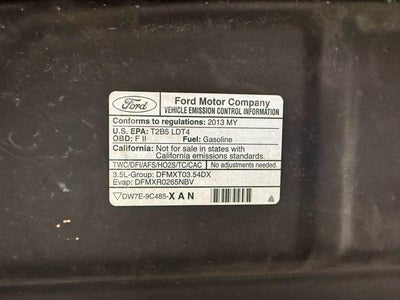 Ford
Ford Motor Company
VEHICLE EMISSION CONTROL INFORMATION
Conforms to regulations: 2013 MY
U.S. EPA: T2B5 LDT4
OBD: F II Fuel: Gasoline
California: Not for sale in states with
California emissions standards.
TWC/DFI/AFS/HO2S/TC/CAC No adjustments needed.
3.5L-Group: DFMXT03.54DX
Evap: DFMXR0265NBV
DW7E-9C485-XAN